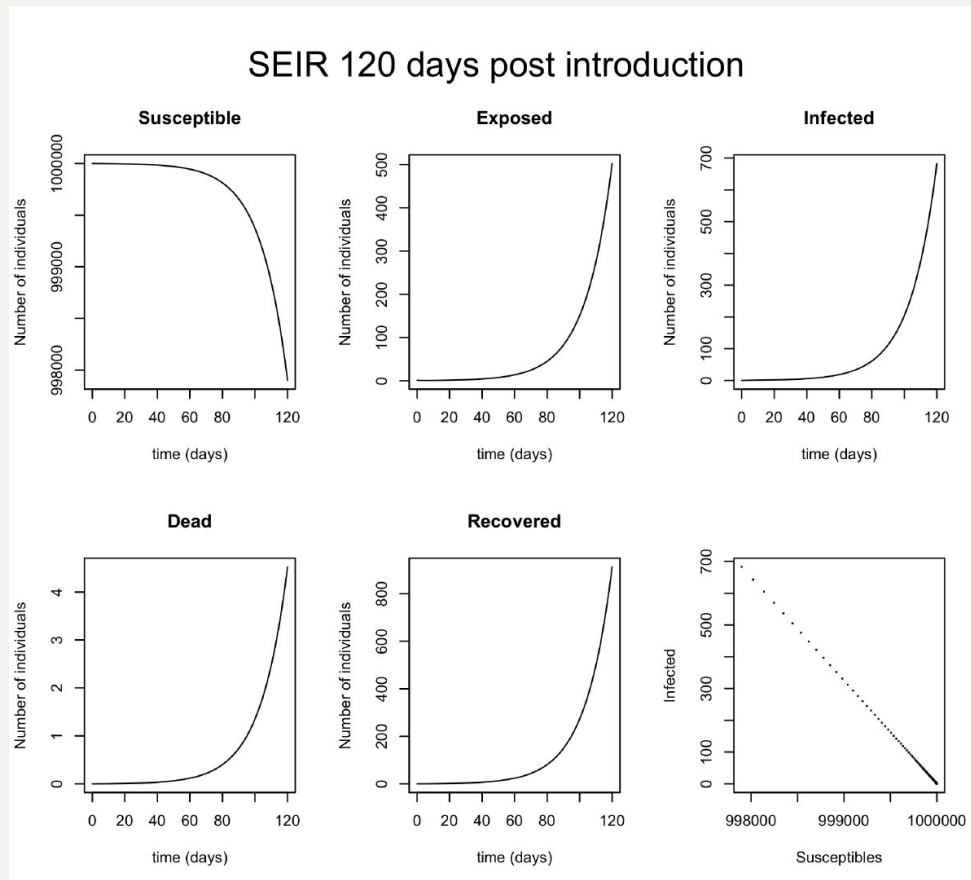 SEIR 120 days post introduction
Susceptible
Number of individuals
998000 999000 1000000
0 20 40 60 80 120
time (days)
Exposed
Number of individuals
0 100 200 300 400 500
0 20 40 60 80 120
time (days)
Infected
Number of individuals
0 100 300 500 700
0 20 40 60 80 120
time (days)
Dead
Number of individuals
0 1 2 3 4
0 20 40 60 80 120
time (days)
Recovered
Number of individuals
0 200 400 600 800
0 20 40 60 80 120
time (days)
Infected
0 100 300 500 700
998000 999000 1000000
Susceptibles